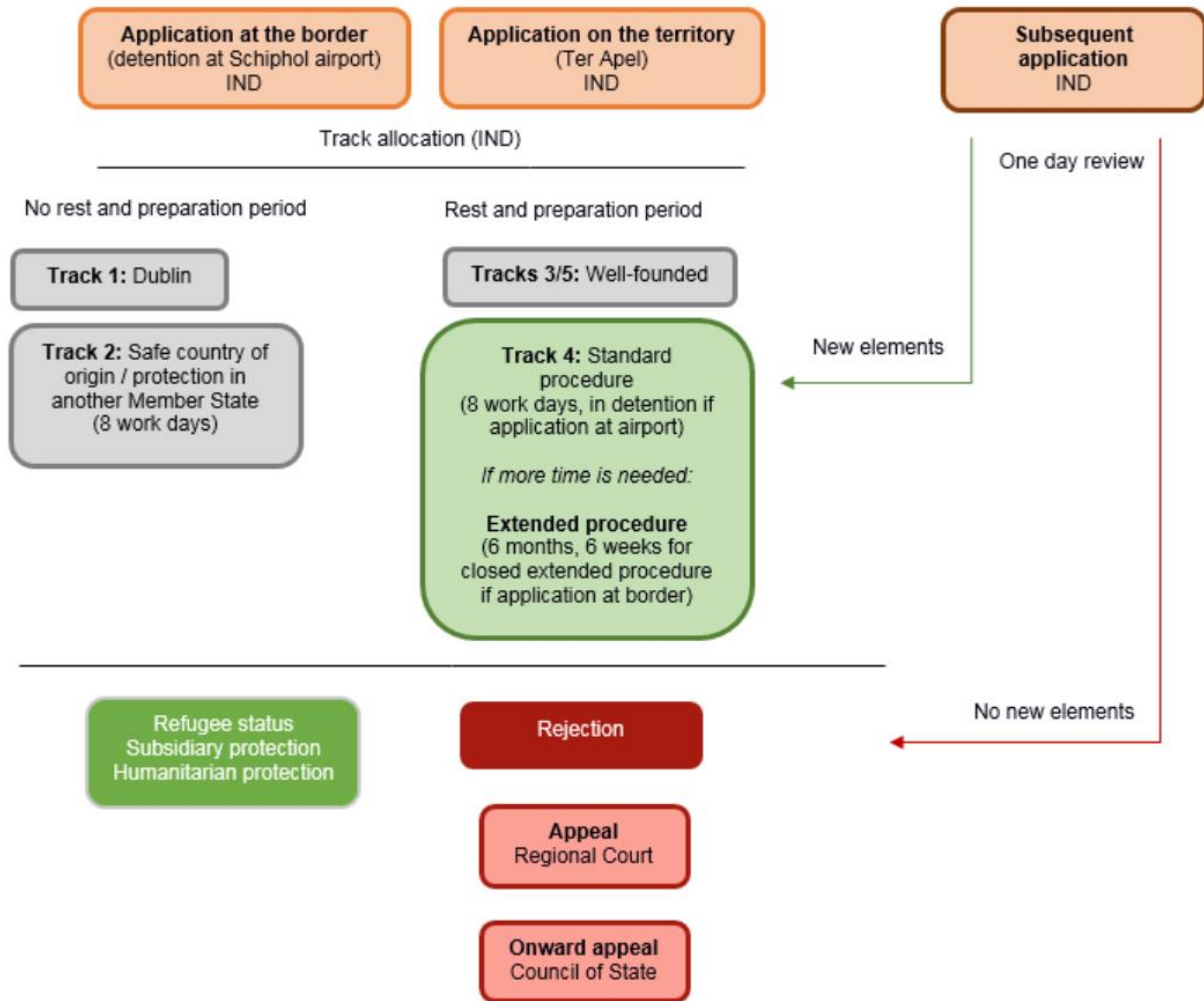 Application at the border
(detention at Schiphol airport)
IND
Application on the territory
(Ter Apel)
IND
Subsequent
application
IND
Track allocation (IND)
One day review
No rest and preparation period
Rest and preparation period
Track 1: Dublin
Tracks 3/5: Well-founded
Track 2: Safe country of
origin / protection in
another Member State
(8 work days)
Track 4: Standard
procedure
(8 work days, in detention if
application at airport)
If more time is needed:
Extended procedure
(6 months, 6 weeks for
closed extended procedure
if application at border)
New elements
No new elements
Refugee status
Subsidiary protection
Humanitarian protection
Rejection
Appeal
Regional Court
Onward appeal
Council of State